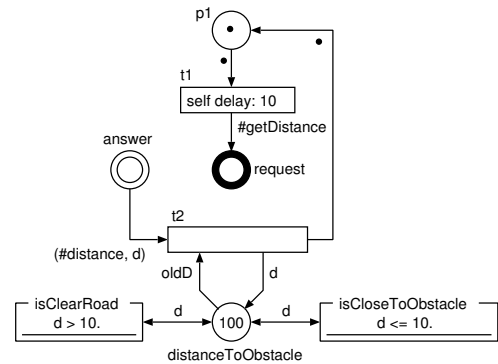 p1
t1
self delay: 10
#getDistance
answer
request
t2
(#distance, d)
oldD
d
isClearRoad
d > 10.
d
100
d
isCloseToObstacle
d <= 10.
distanceToObstacle